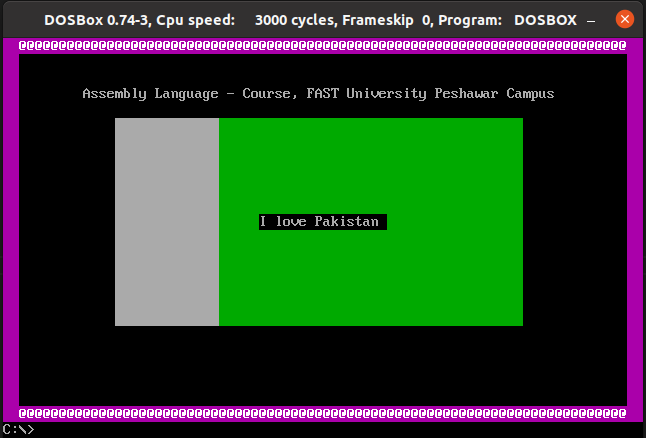 DOSBox 0.74-3, Cpu speed: 3000 cycles, Frameskip 0, Program: DOSBOX
@@@@@@@@@@@@@@@@@@@@@@@@@@@@@@@@@@@@@@@@@@@@@@@@@@@@@@@@@@@@@@@@@@@@@@@@@@@@
Assembly Language - Course, FAST University Peshawar Campus
I love Pakistan
@@@@@@@@@@@@@@@@@@@@@@@@@@@@@@@@@@@@@@@@@@@@@@@@@@@@@@@@@@@@@@@@@@@@@@@@@@@@
C:\>